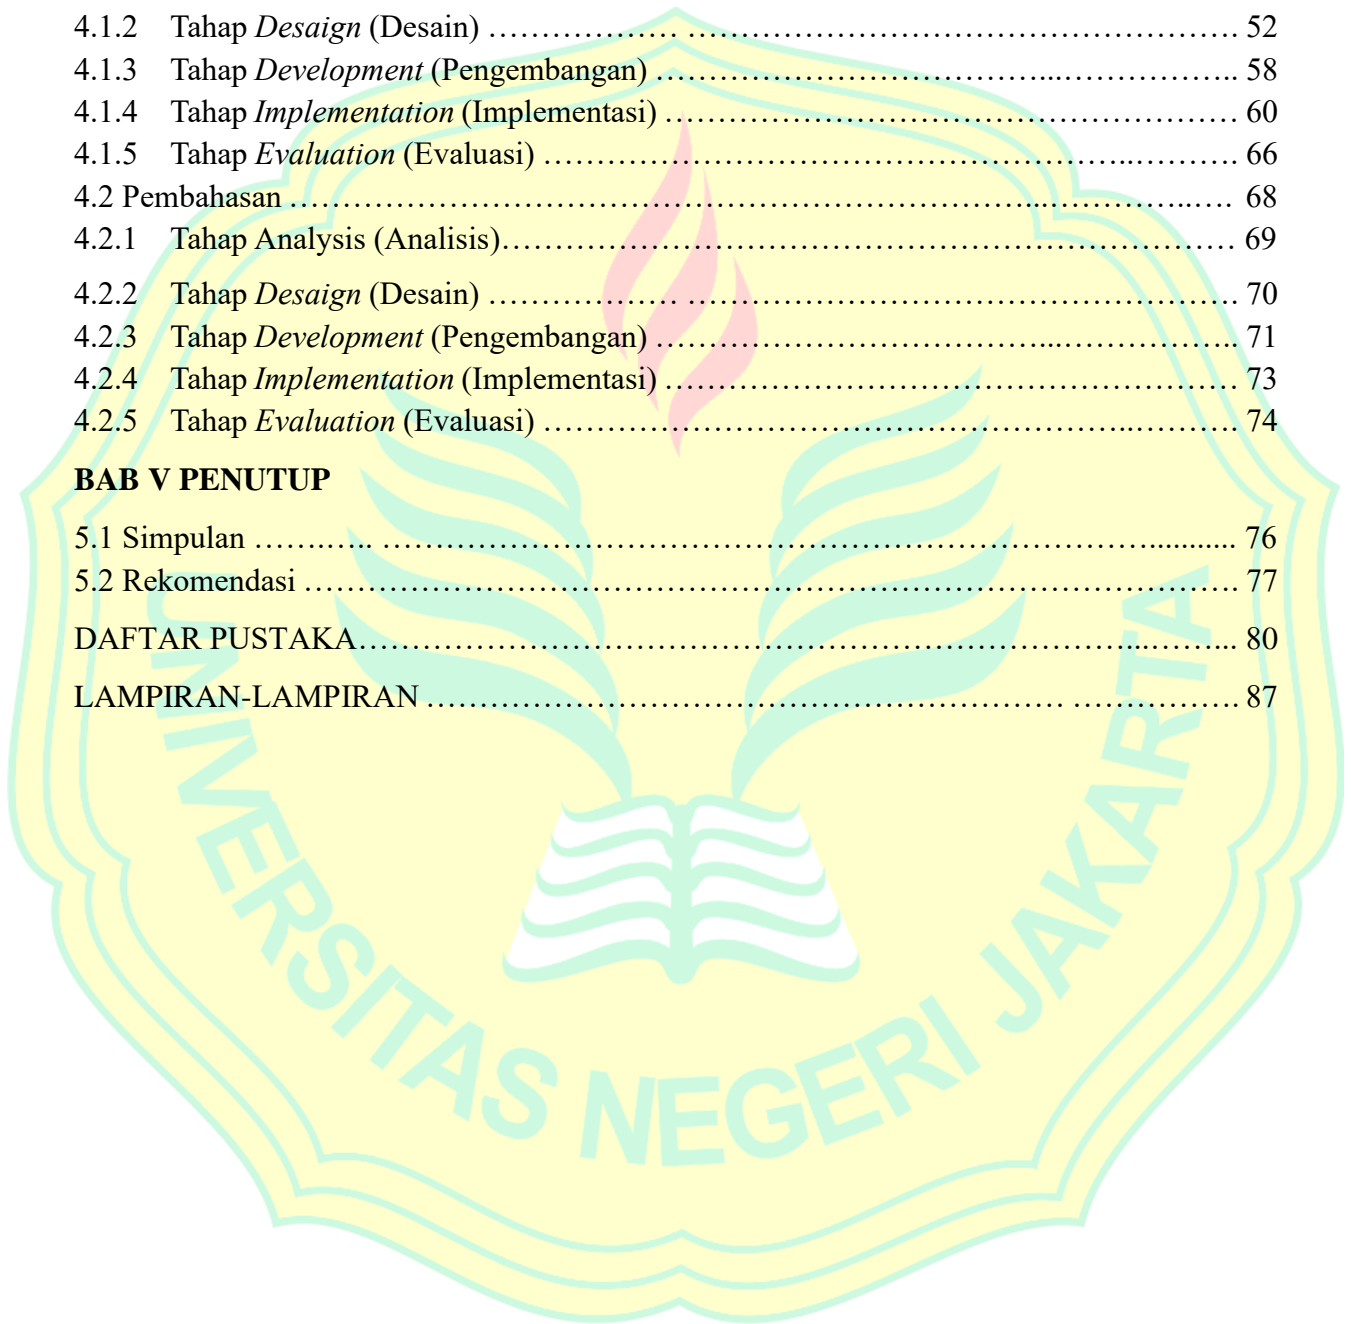 4.1.2 Tahap Desaign (Desain) ……………… ……………………………………………. 52
4.1.3 Tahap Development (Pengembangan) ………………………………...…………….. 58
4.1.4 Tahap Implementation (Implementasi) ……………………………………………… 60
4.1.5 Tahap Evaluation (Evaluasi) ………………………………………………..………. 66
4.2 Pembahasan …………………………………………………………….…………..…. 68
4.2.1 Tahap Analysis (Analisis)…………………………………………………………… 69
4.2.2 Tahap Desaign (Desain) ……………… ……………………………………………. 70
4.2.3 Tahap Development (Pengembangan) ………………………………...…………….. 71
4.2.4 Tahap Implementation (Implementasi) ……………………………………………… 73
4.2.5 Tahap Evaluation (Evaluasi) ………………………………………………..………. 74
BAB V PENUTUP
5.1 Simpulan …….….. ………………………………………………………………........... 76
5.2 Rekomendasi ……………………………………………………………………………. 77
DAFTAR PUSTAKA………………………………………………………………...……... 80
LAMPIRAN-LAMPIRAN …………………………………………………… ……………. 87
UNIVERSITAS NEGERI JAKARTA